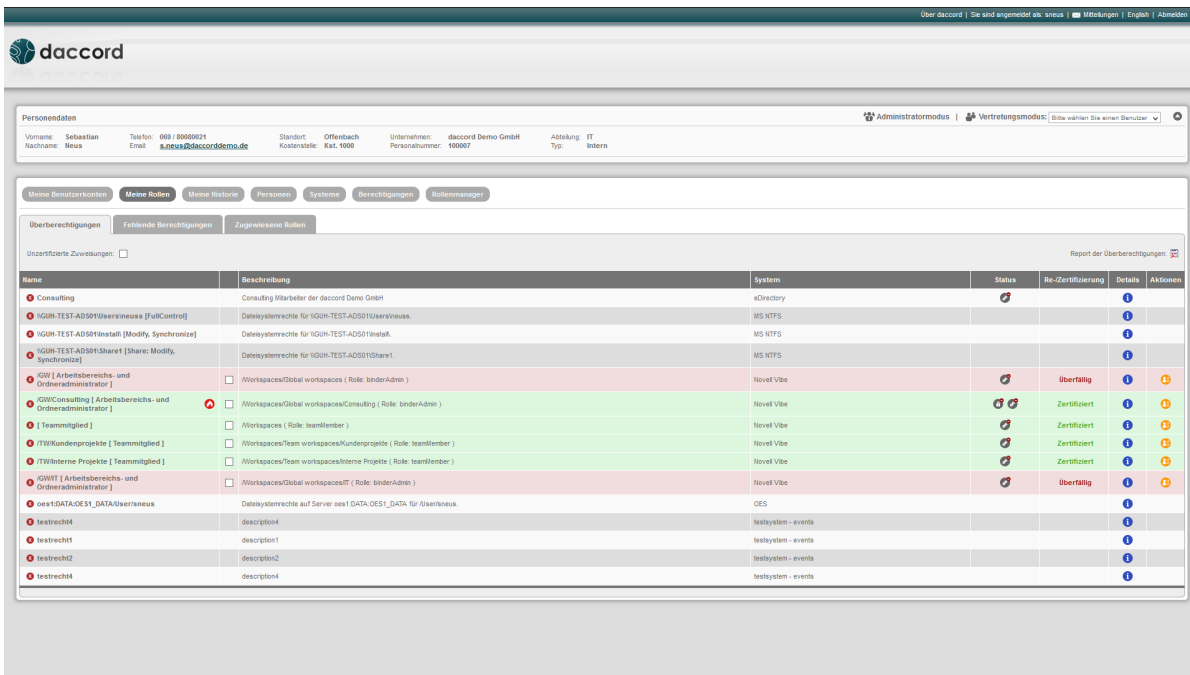 Über daccord | Sie sind angemeldet als: sneus | Mitteilungen | English | Abmelden
daccord
Personendaten
Administratormodus | Vertretungsmodus: Bitte wählen Sie einen Benutzer
Vorname: Sebastian Telefon: 069 / 80080021 Standort: Offenbach Unternehmen: daccord Demo GmbH Abteilung: IT
Nachname: Neus Email: s.neus@daccorddemo.de Kostenstelle: Kst. 1000 Personalnummer: 100007 Typ: Intern
Meine Benutzerkonten Meine Rollen Meine Historie Personen Systeme Berechtigungen Rollenmanager
Überberechtigungen Fehlende Berechtigungen Zugewiesene Rollen
Unzertifizierte Zuweisungen: Report der Überberechtigungen:
Name Beschreibung System Status Re-/Zertifizierung Details Aktionen
Consulting Consulting Mitarbeiter der daccord Demo GmbH eDirectory
\\GUH-TEST-ADS01\Users\neuss [FullControl] Dateisystemrechte für \\GUH-TEST-ADS01\Users\neuss. MS NTFS
\\GUH-TEST-ADS01\Install\ [Modify, Synchronize] Dateisystemrechte für \\GUH-TEST-ADS01\Install\. MS NTFS
\\GUH-TEST-ADS01\Share1 [Share: Modify,
Synchronize] Dateisystemrechte für \\GUH-TEST-ADS01\Share1. MS NTFS
/GW [ Arbeitsbereichs- und
Ordneradministrator ] /Workspaces/Global workspaces ( Rolle: binderAdmin ) Novell Vibe Überfällig
/GW/Consulting [ Arbeitsbereichs- und
Ordneradministrator ] /Workspaces/Global workspaces/Consulting ( Rolle: binderAdmin ) Novell Vibe Zertifiziert
[ Teammitglied ] /Workspaces ( Rolle: teamMember ) Novell Vibe Zertifiziert
/TW/Kundenprojekte [ Teammitglied ] /Workspaces/Team workspaces/Kundenprojekte ( Rolle: teamMember ) Novell Vibe Zertifiziert
/TW/Interne Projekte [ Teammitglied ] /Workspaces/Team workspaces/Interne Projekte ( Rolle: teamMember ) Novell Vibe Zertifiziert
/GW/IT [ Arbeitsbereichs- und
Ordneradministrator ] /Workspaces/Global workspaces/IT ( Rolle: binderAdmin ) Novell Vibe Überfällig
oes1:DATA:OES1_DATA/User/sneus Dateisystemrechte auf Server oes1:DATA:OES1_DATA für /User/sneus. OES
testrecht4 description4 testsystem - events
testrecht1 description1 testsystem - events
testrecht2 description2 testsystem - events
testrecht4 description4 testsystem - events